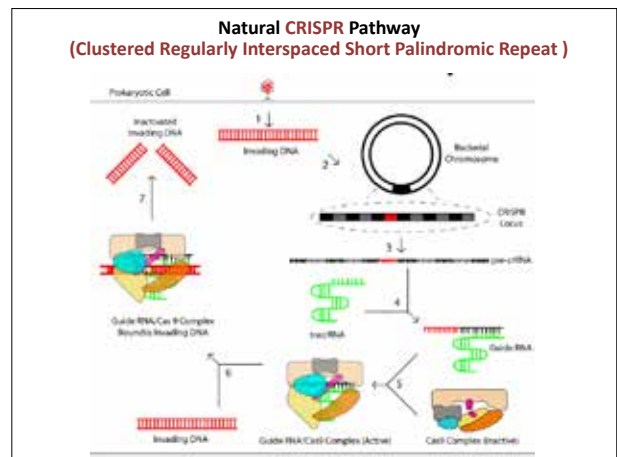 Natural CRISPR Pathway
(Clustered Regularly Interspaced Short Palindromic Repeat )
Prokaryotic Cell
1
Inactivated
Invading DNA
Invading DNA
2
Bacterial
Chromosome
7
CRISPR
Locus
3
pre-crRNA
4
tracrRNA
Guide RNA/Cas 9 Complex
Bound to Invading DNA
Guide RNA
6
5
Invading DNA
Guide RNA/Cas9 Complex (Active)
Cas9 Complex (Inactive)